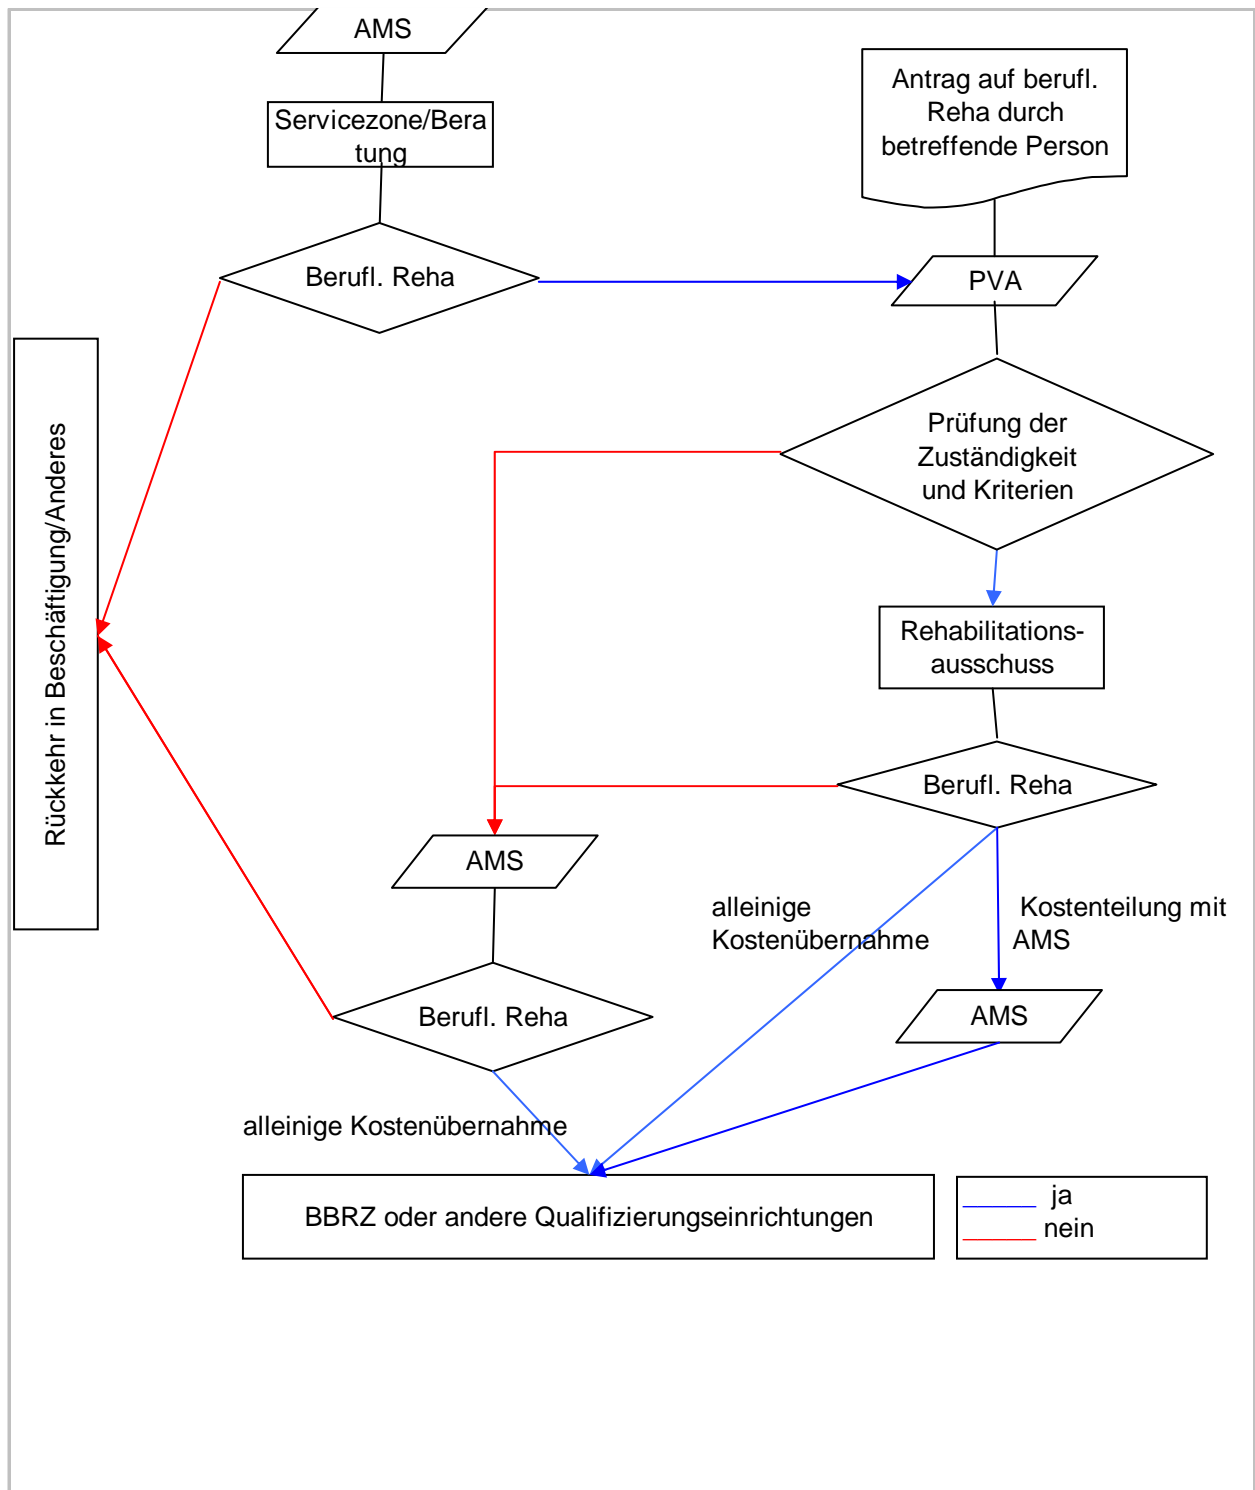 AMS
Servicezone/Bera
tung
Antrag auf berufl.
Reha durch
betreffende Person
Berufl. Reha
PVA
Rückkehr in Beschäftigung/Anderes
Prüfung der
Zuständigkeit
und Kriterien
Rehabilitations-
ausschuss
Berufl. Reha
AMS
alleinige
Kostenübernahme
Kostenteilung mit
AMS
Berufl. Reha
AMS
alleinige Kostenübernahme
BBRZ oder andere Qualifizierungseinrichtungen
ja
nein